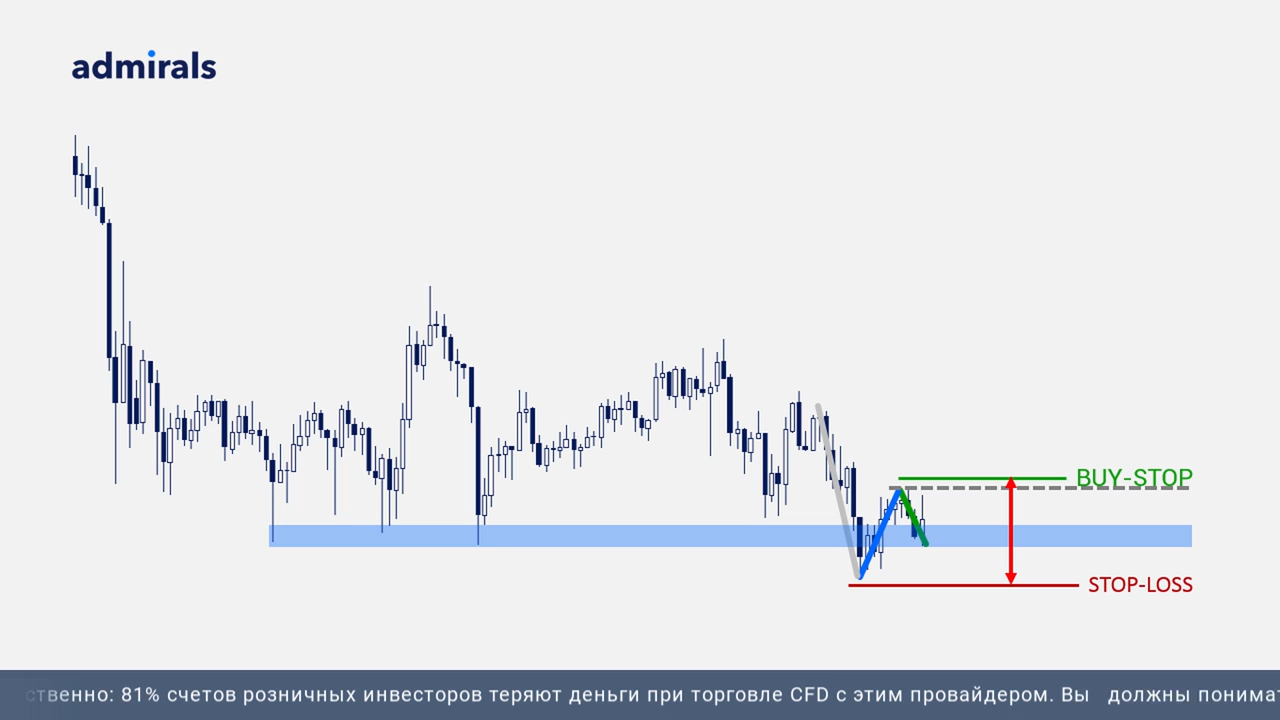 admirals
BUY-STOP
STOP-LOSS
ственно: 81% счетов розничных инвесторов теряют деньги при торговле CFD с этим провайдером. Вы должны понимат